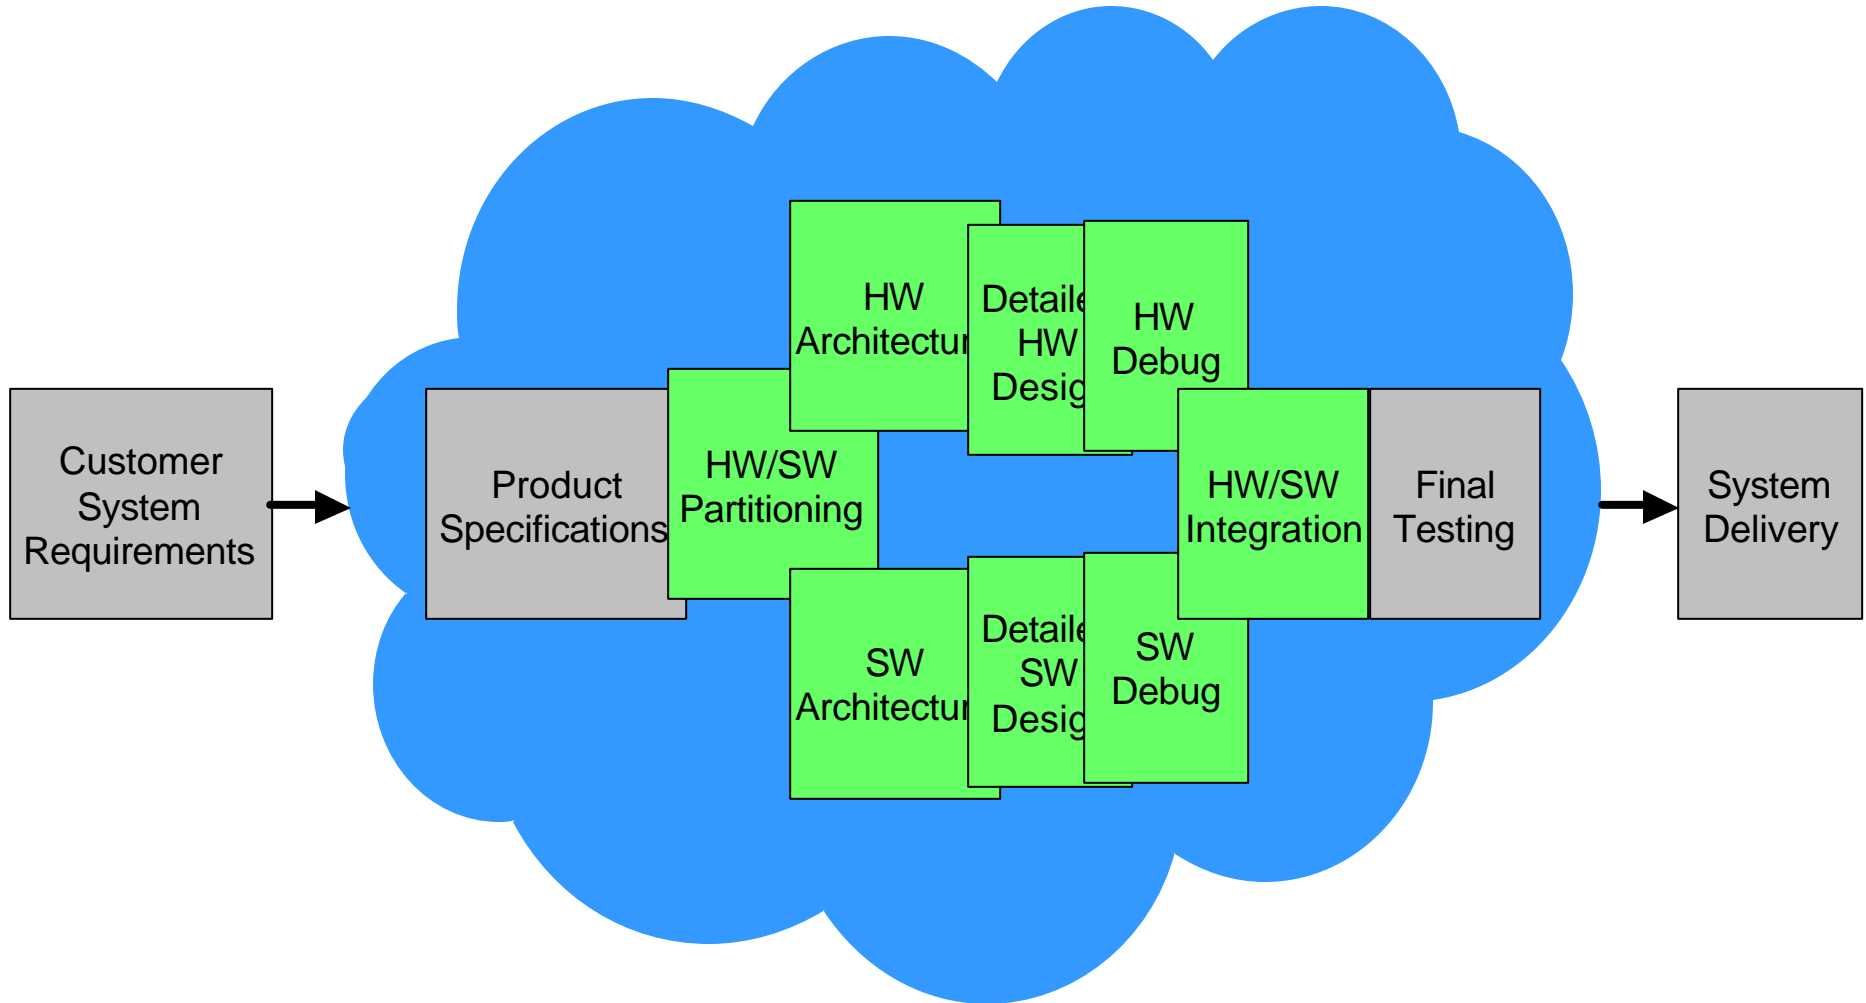 Customer
System
Requirements
Product
Specifications
HW/SW
Partitioning
HW
Architectur
Detaile
HW
Desig
HW
Debug
SW
Architectur
Detaile
SW
Desig
SW
Debug
HW/SW
Integration
Final
Testing
System
Delivery